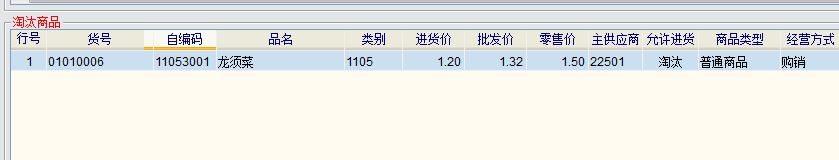 淘汰商品
行号 货号 自编码 品名 类别 进货价 批发价 零售价 主供应商 允许进货 商品类型 经营方式
1 01010006 11053001 龙须菜 1105 1.20 1.32 1.50 22501 淘汰 普通商品 购销